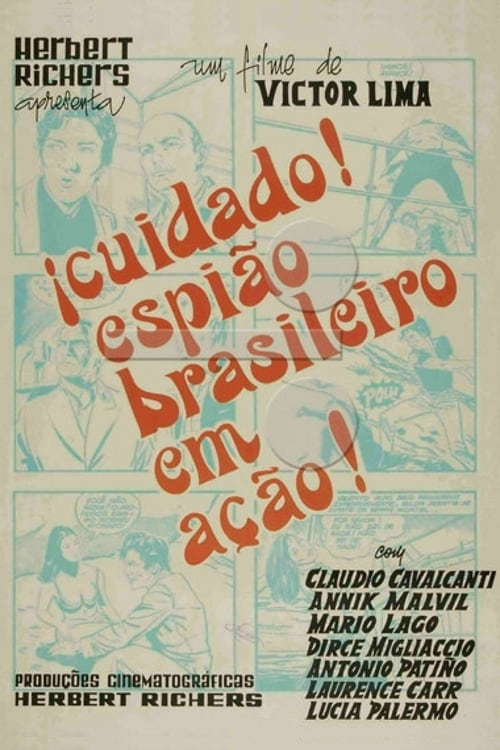 HERBERT
RICHERS
apresenta
um filme de
VICTOR LIMA
¡cuidado!
espião
brasileiro
em
ação!
POW!
com
CLAUDIO CAVALCANTI
ANNIK MALVIL
MARIO LAGO
DIRCE MIGLIACCIO
ANTONIO PATIÑO
LAURENCE CARR
LUCIA PALERMO
PRODUÇÕES CINEMATOGRÁFICAS
HERBERT RICHERS